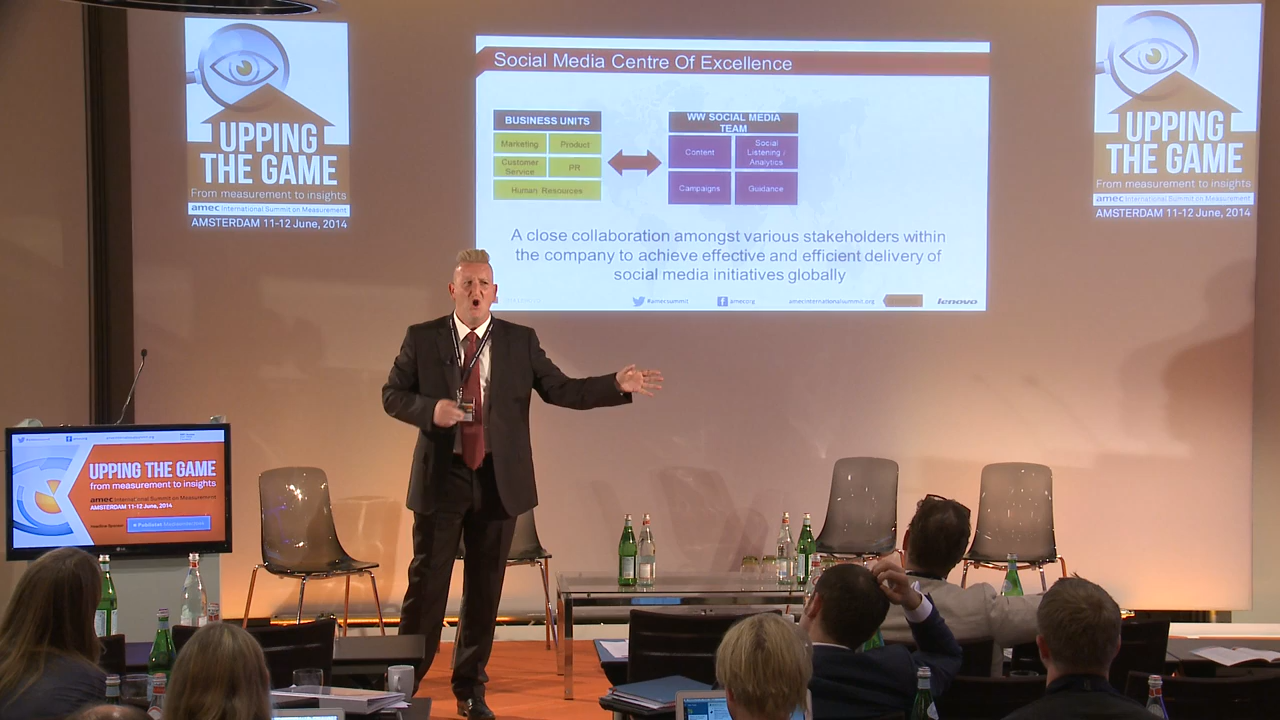 UPPING
THE GAME
From measurement to insights
amec International Summit on Measurement
AMSTERDAM 11-12 June, 2014
Social Media Centre Of Excellence
BUSINESS UNITS
Marketing
Product
Customer
Service
PR
Human Resources
WW SOCIAL MEDIA
TEAM
Content
Social
Listening /
Analytics
Campaigns
Guidance
A close collaboration amongst various stakeholders within
the company to achieve effective and efficient delivery of
social media initiatives globally
#amecsummit
amecorg
amecinternationalsummit.org
lenovo
UPPING
THE GAME
From measurement to insights
amec International Summit on Measurement
AMSTERDAM 11-12 June, 2014
UPPING THE GAME
from measurement to insights
amec International Summit on Measurement
AMSTERDAM 11-12 June, 2014
Headline Sponsor